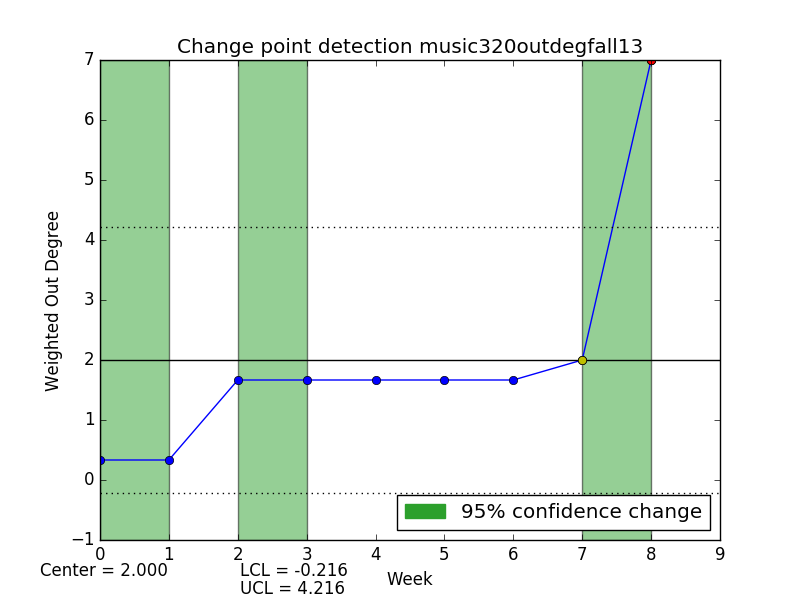 Change point detection music320outdegfall13
7
6
5
4
3
2
1
0
−1
Weighted Out Degree
95% confidence change
0 1 2 3 4 5 6 7 8 9
Center = 2.000
LCL = -0.216
UCL = 4.216
Week